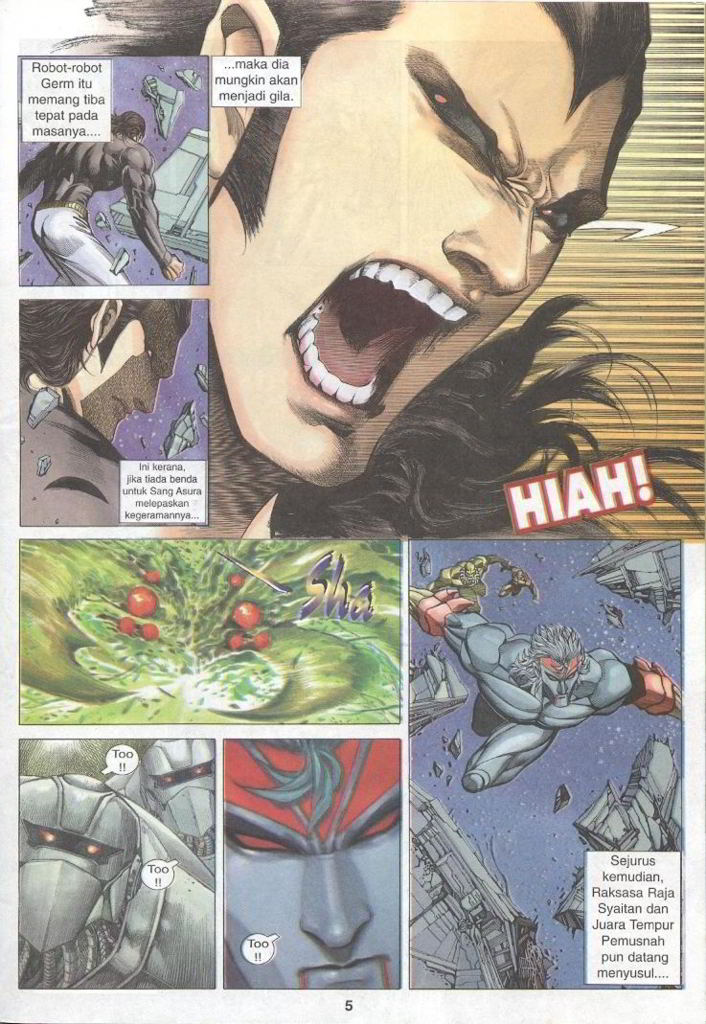 Robot-robot
Germ itu
memang tiba
tepat pada
masanya....
...maka dia
mungkin akan
menjadi gila.
Ini kerana,
jika tiada benda
untuk Sang Asura
melepaskan
kegeramannya...
HIAH!
Sha
Too
!!
Too
!!
Too
!!
Sejurus
kemudian,
Raksasa Raja
Syaitan dan
Juara Tempur
Pemusnah
pun datang
menyusul....
5